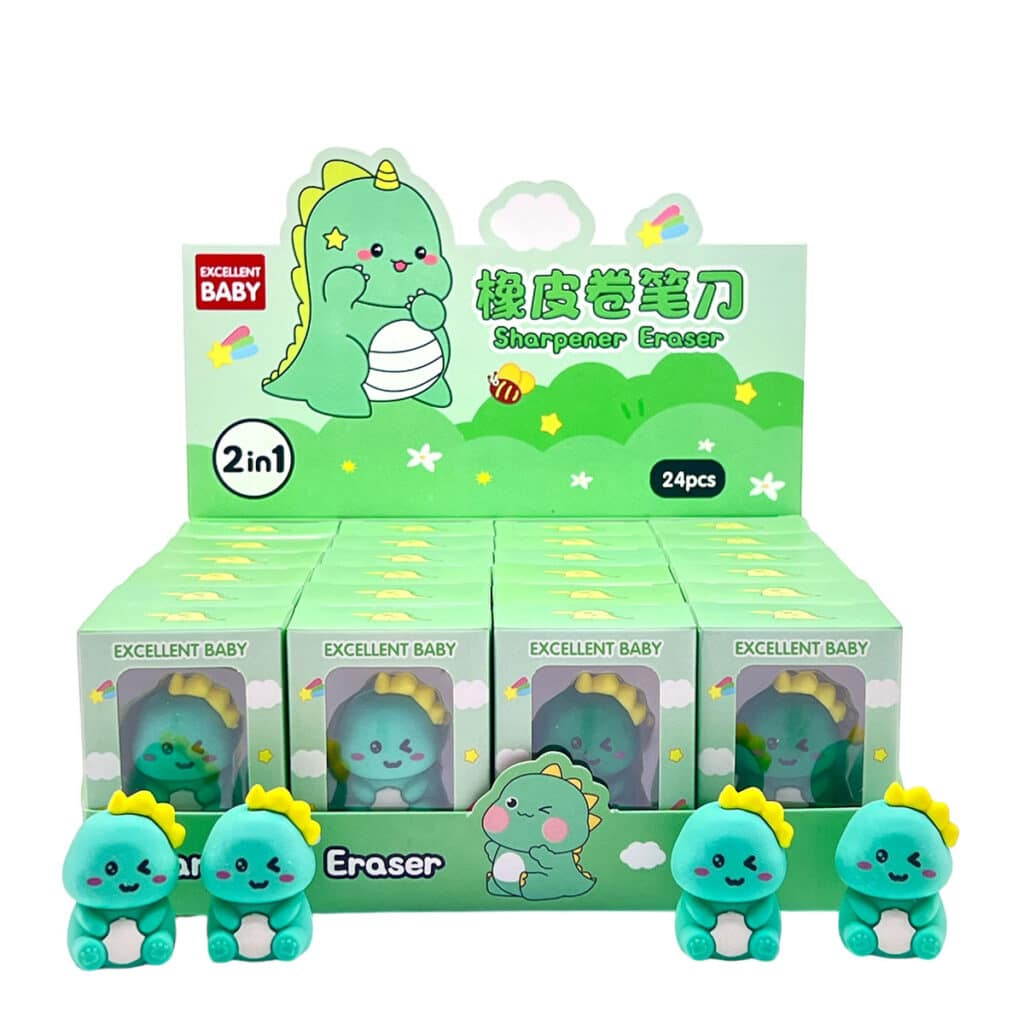 EXCELLENT
BABY
橡皮卷笔刀
Sharpener Eraser
2in1
24pcs
EXCELLENT BABY
EXCELLENT BABY
EXCELLENT BABY
EXCELLENT BABY
Eraser